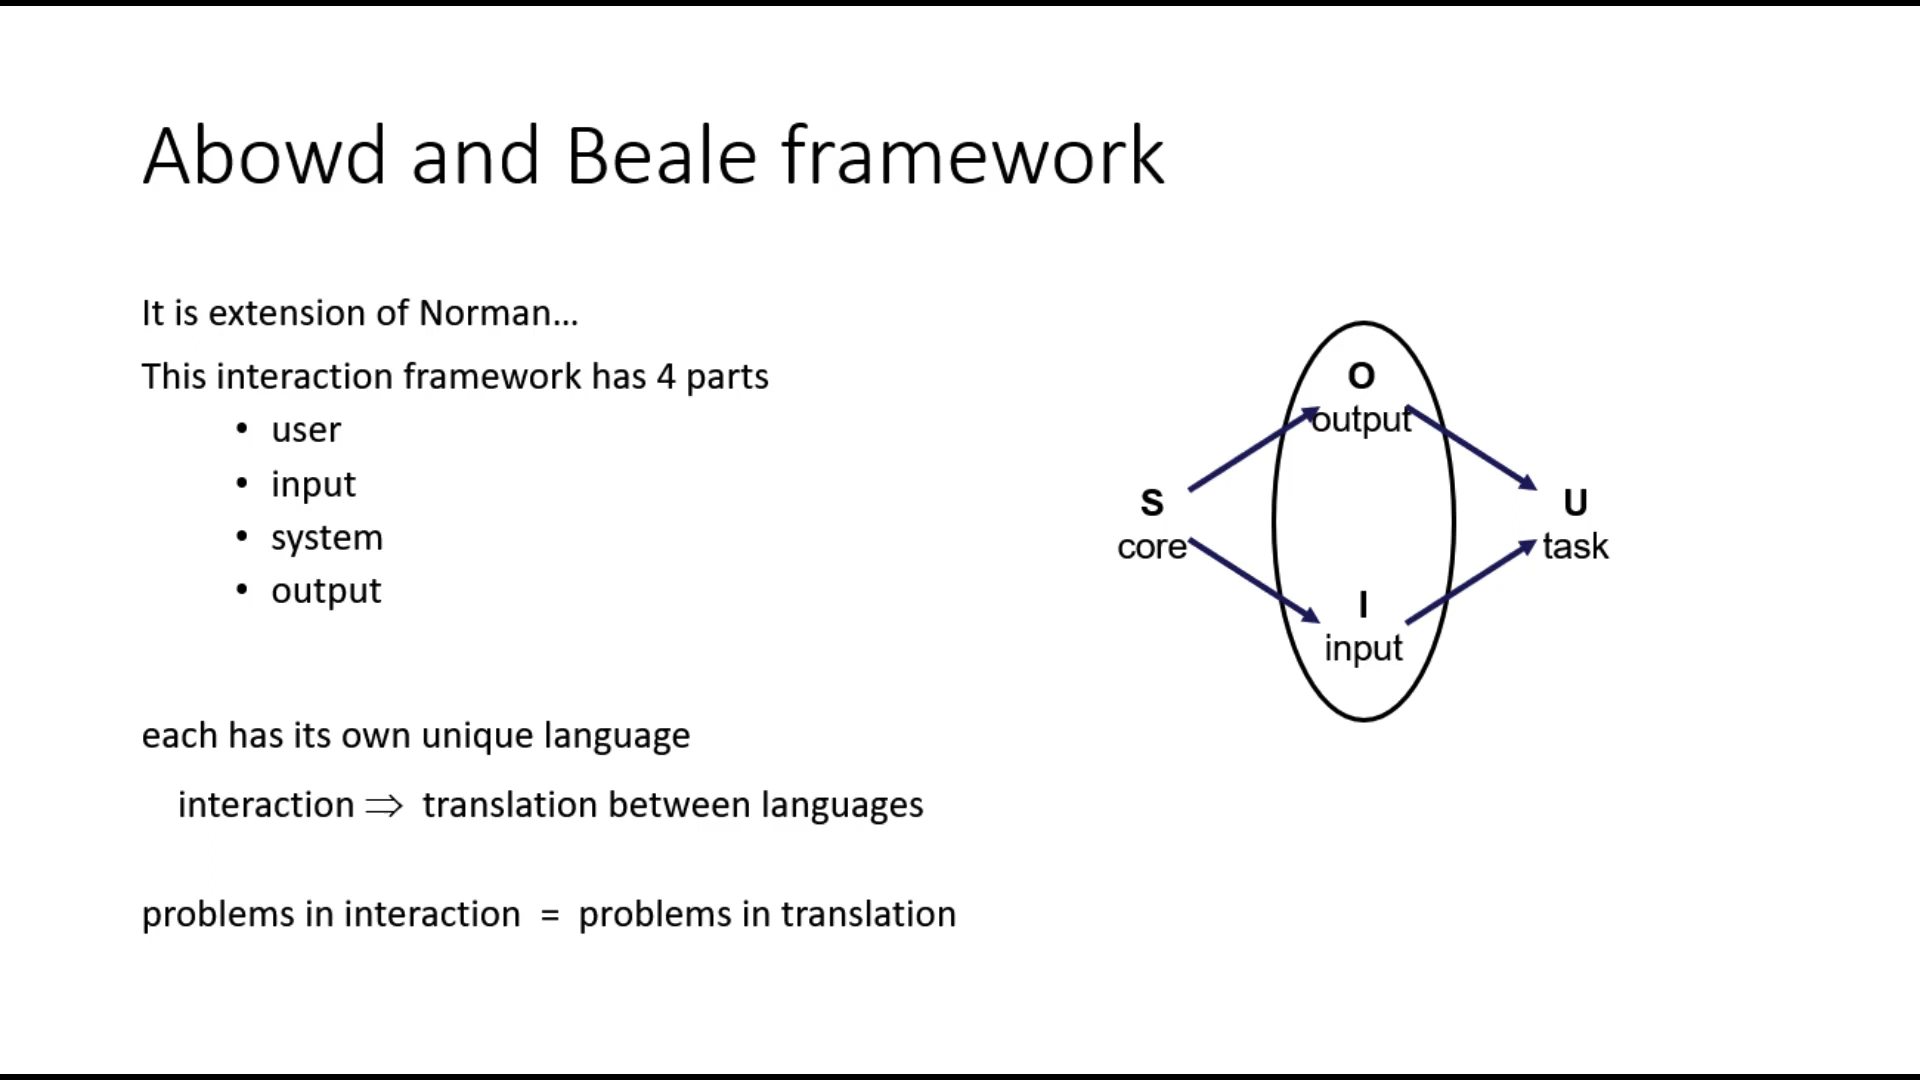 Abowd and Beale framework
It is extension of Norman...
This interaction framework has 4 parts
• user
• input
• system
• output
each has its own unique language
interaction ⇒ translation between languages
problems in interaction = problems in translation
O
output
S
core
U
task
I
input